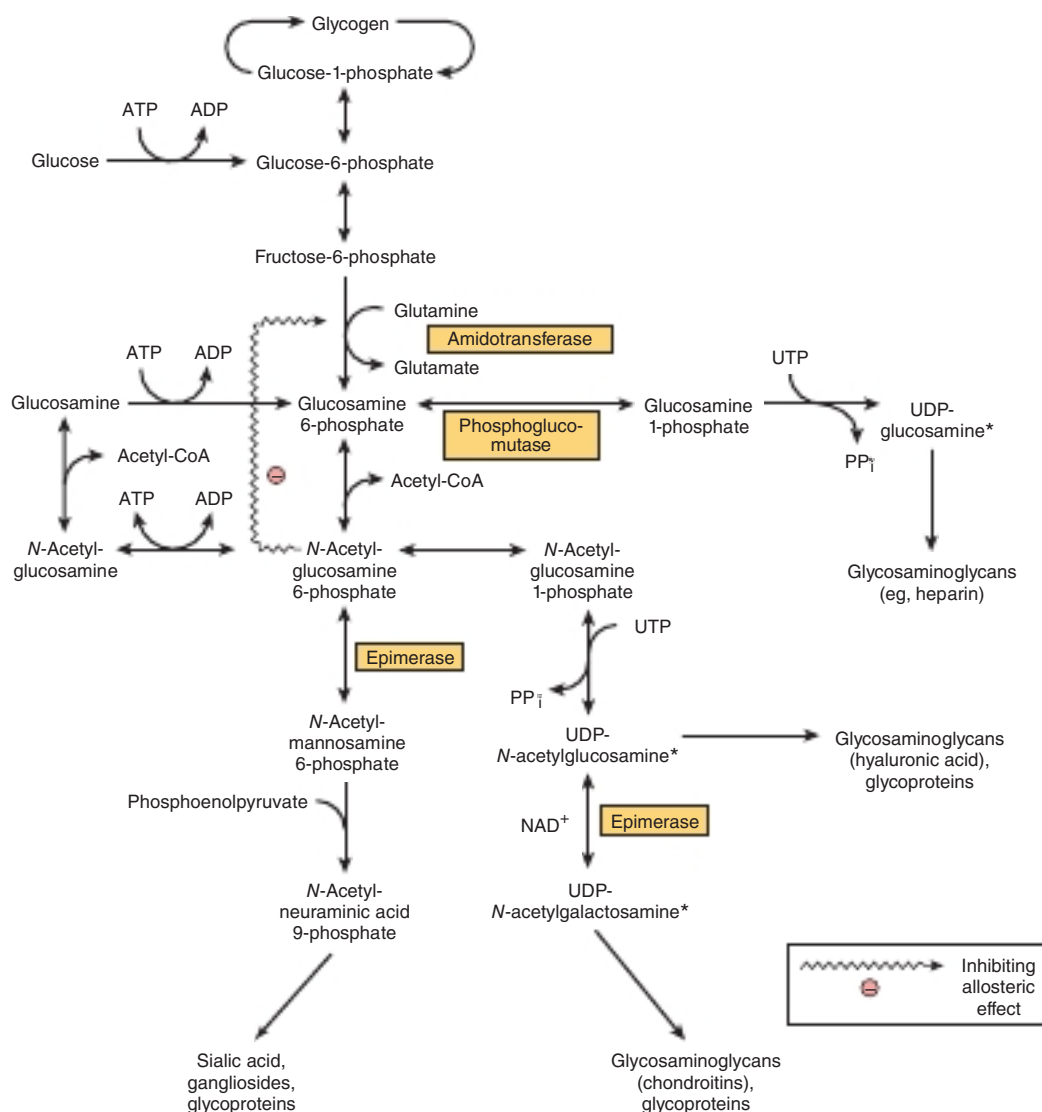 Glycogen
Glucose-1-phosphate
ATP
ADP
Glucose
Glucose-6-phosphate
Fructose-6-phosphate
Glutamine
Amidotransferase
Glutamate
ATP
ADP
UTP
Glucosamine
Glucosamine
6-phosphate
Phosphogluco-
mutase
Glucosamine
1-phosphate
UDP-
glucosamine*
PPi
Acetyl-CoA
Acetyl-CoA
ATP
ADP
N-Acetyl-
glucosamine
N-Acetyl-
glucosamine
6-phosphate
N-Acetyl-
glucosamine
1-phosphate
Glycosaminoglycans
(eg, heparin)
UTP
Epimerase
PPi
N-Acetyl-
mannosamine
6-phosphate
UDP-
N-acetylglucosamine*
Glycosaminoglycans
(hyaluronic acid),
glycoproteins
Phosphoenolpyruvate
NAD+
Epimerase
N-Acetyl-
neuraminic acid
9-phosphate
UDP-
N-acetylgalactosamine*
Inhibiting
allosteric
effect
Sialic acid,
gangliosides,
glycoproteins
Glycosaminoglycans
(chondroitins),
glycoproteins